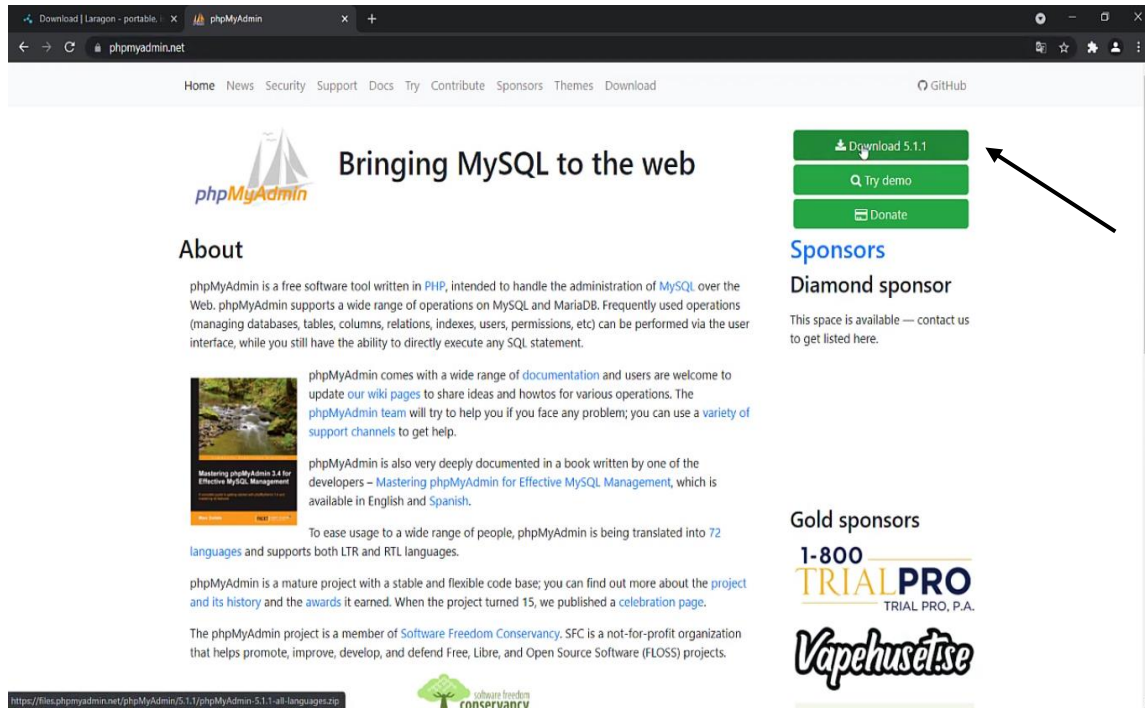 Download | Laragon - portable, i
phpMyAdmin
phpmyadmin.net
Home News Security Support Docs Try Contribute Sponsors Themes Download GitHub
phpMyAdmin
Bringing MySQL to the web
Download 5.1.1
Try demo
Donate
About
phpMyAdmin is a free software tool written in PHP, intended to handle the administration of MySQL over the
Web. phpMyAdmin supports a wide range of operations on MySQL and MariaDB. Frequently used operations
(managing databases, tables, columns, relations, indexes, users, permissions, etc) can be performed via the user
interface, while you still have the ability to directly execute any SQL statement.
phpMyAdmin comes with a wide range of documentation and users are welcome to
update our wiki pages to share ideas and howtos for various operations. The
phpMyAdmin team will try to help you if you face any problem; you can use a variety of
support channels to get help.
Mastering phpMyAdmin 3.4 for
Effective MySQL Management
phpMyAdmin is also very deeply documented in a book written by one of the
developers – Mastering phpMyAdmin for Effective MySQL Management, which is
available in English and Spanish.
To ease usage to a wide range of people, phpMyAdmin is being translated into 72
languages and supports both LTR and RTL languages.
phpMyAdmin is a mature project with a stable and flexible code base; you can find out more about the project
and its history and the awards it earned. When the project turned 15, we published a celebration page.
The phpMyAdmin project is a member of Software Freedom Conservancy. SFC is a not-for-profit organization
that helps promote, improve, develop, and defend Free, Libre, and Open Source Software (FLOSS) projects.
software freedom
conservancy
Sponsors
Diamond sponsor
This space is available — contact us
to get listed here.
Gold sponsors
1-800
TRIALPRO
TRIAL PRO, P.A.
Vapehuset.se
https://files.phpmyadmin.net/phpMyAdmin/5.1.1/phpMyAdmin-5.1.1-all-languages.zip